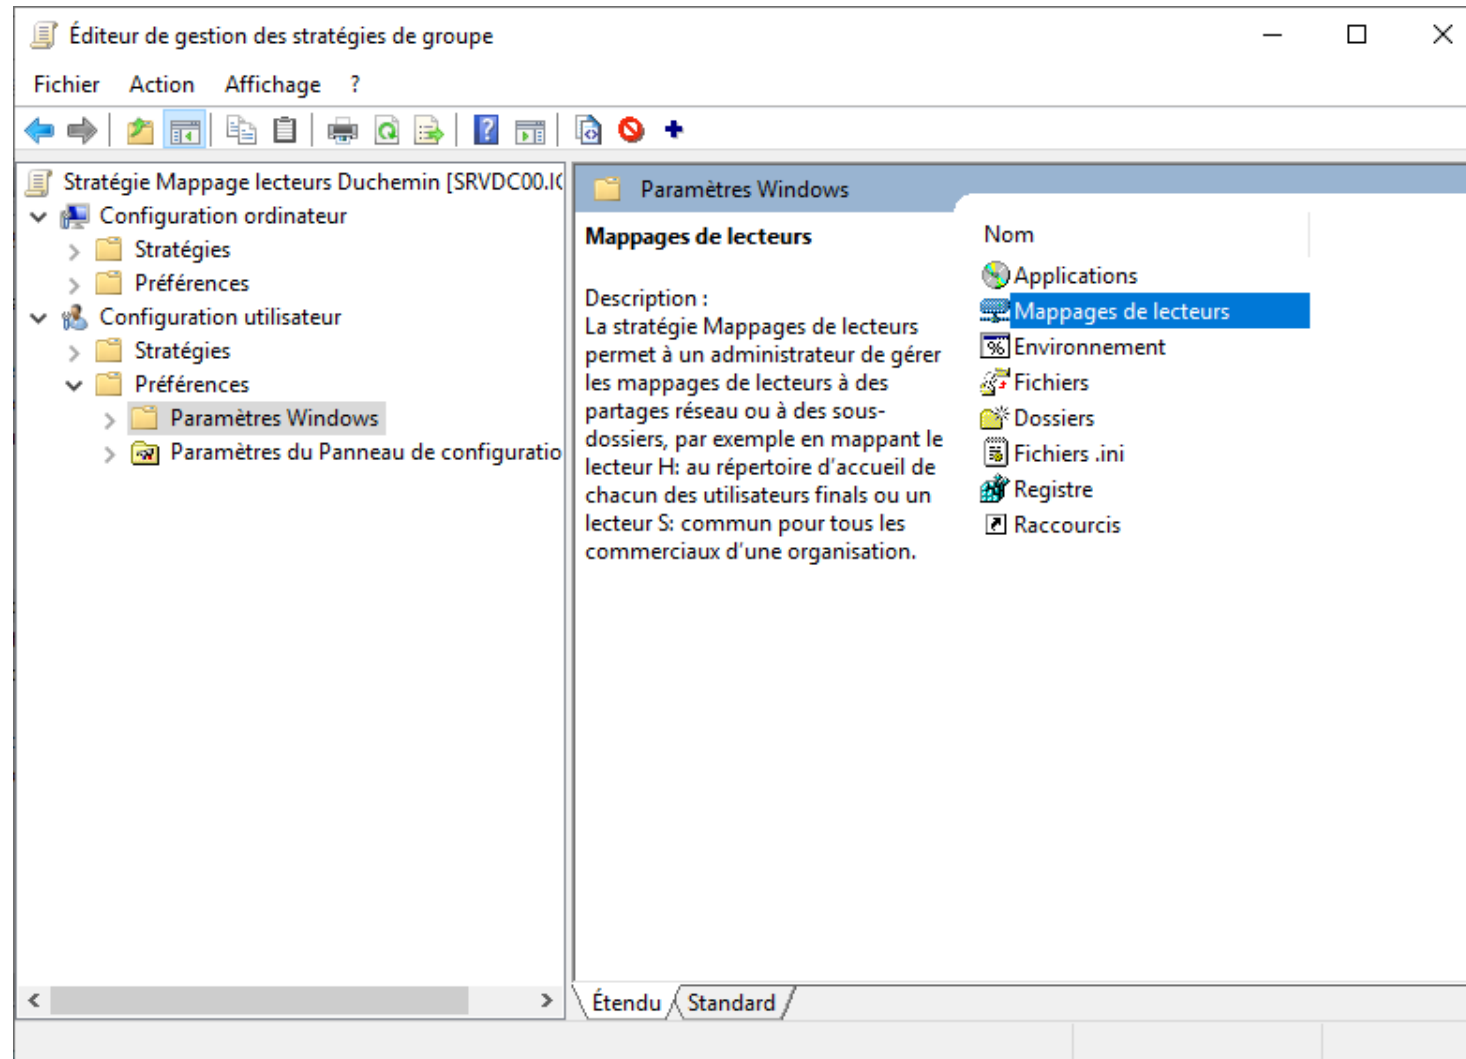 Éditeur de gestion des stratégies de groupe
Fichier Action Affichage ?
Stratégie Mappage lecteurs Duchemin [SRVDC00.
Configuration ordinateur
Stratégies
Préférences
Configuration utilisateur
Stratégies
Préférences
Paramètres Windows
Paramètres du Panneau de configuratio
Paramètres Windows
Mappages de lecteurs
Description :
La stratégie Mappages de lecteurs
permet à un administrateur de gérer
les mappages de lecteurs à des
partages réseau ou à des sous-
dossiers, par exemple en mappant le
lecteur H: au répertoire d’accueil de
chacun des utilisateurs finals ou un
lecteur S: commun pour tous les
commerciaux d’une organisation.
Nom
Applications
Mappages de lecteurs
Environnement
Fichiers
Dossiers
Fichiers .ini
Registre
Raccourcis
Étendu Standard